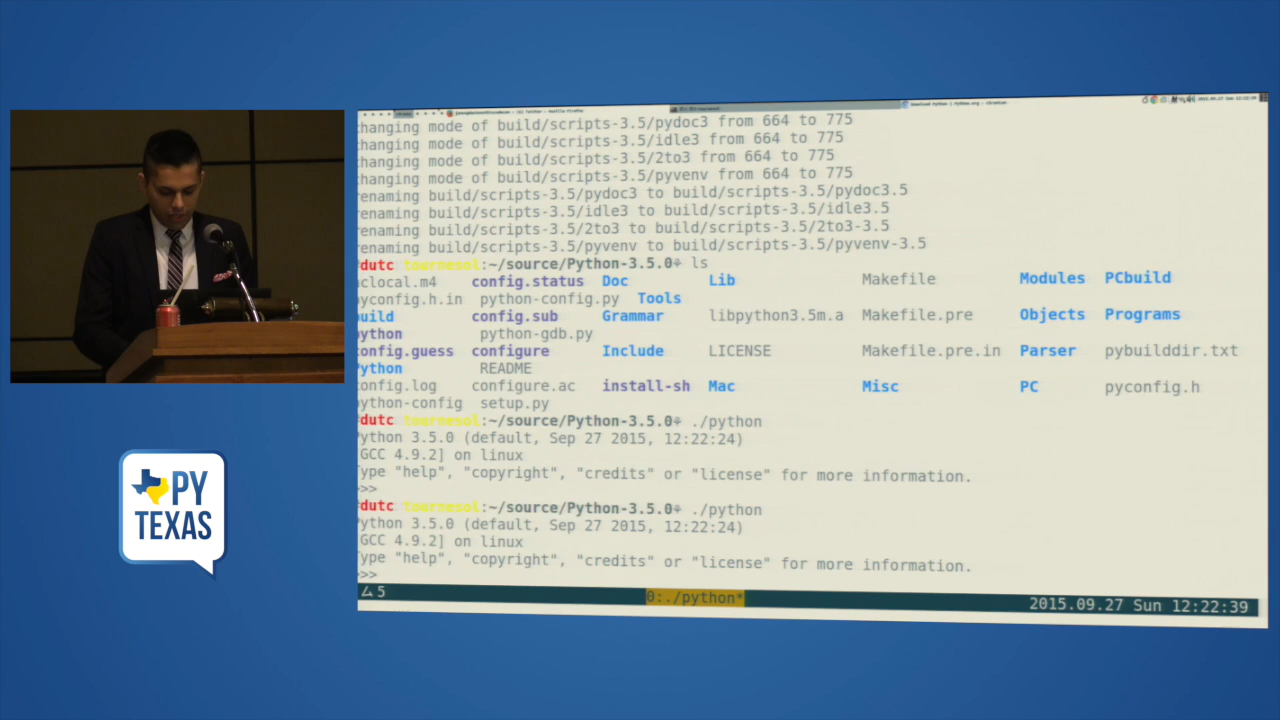 changing mode of build/scripts-3.5/pydoc3 from 664 to 775
changing mode of build/scripts-3.5/idle3 from 664 to 775
changing mode of build/scripts-3.5/2to3 from 664 to 775
changing mode of build/scripts-3.5/pyvenv from 664 to 775
renaming build/scripts-3.5/pydoc3 to build/scripts-3.5/pydoc3.5
renaming build/scripts-3.5/idle3 to build/scripts-3.5/idle3.5
renaming build/scripts-3.5/2to3 to build/scripts-3.5/2to3-3.5
renaming build/scripts-3.5/pyvenv to build/scripts-3.5/pyvenv-3.5
dutc tournesol:~/source/Python-3.5.0 ls
aclocal.m4 config.status Doc Lib Makefile Modules PCbuild
pyconfig.h.in python-config.py Tools
build config.sub Grammar libpython3.5m.a Makefile.pre Objects Programs
python python-gdb.py
config.guess configure Include LICENSE Makefile.pre.in Parser pybuilddir.txt
Python README
config.log configure.ac install-sh Mac Misc PC pyconfig.h
python-config setup.py
dutc tournesol:~/source/Python-3.5.0 ./python
Python 3.5.0 (default, Sep 27 2015, 12:22:24)
[GCC 4.9.2] on linux
Type "help", "copyright", "credits" or "license" for more information.
>>>
dutc tournesol:~/source/Python-3.5.0 ./python
Python 3.5.0 (default, Sep 27 2015, 12:22:24)
[GCC 4.9.2] on linux
Type "help", "copyright", "credits" or "license" for more information.
>>>
5 0:./python* 2015.09.27 Sun 12:22:39
PY
TEXAS